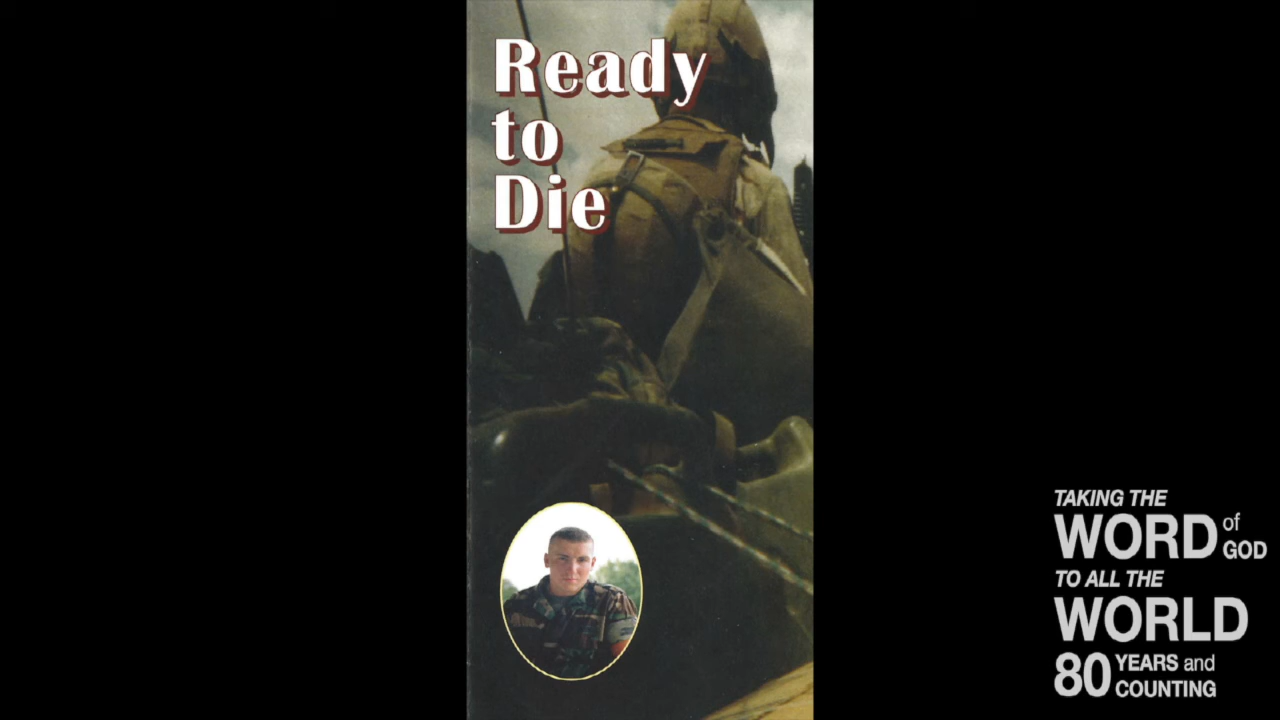 Ready
to
Die
TAKING THE
WORD of GOD
TO ALL THE
WORLD
80 YEARS and
COUNTING